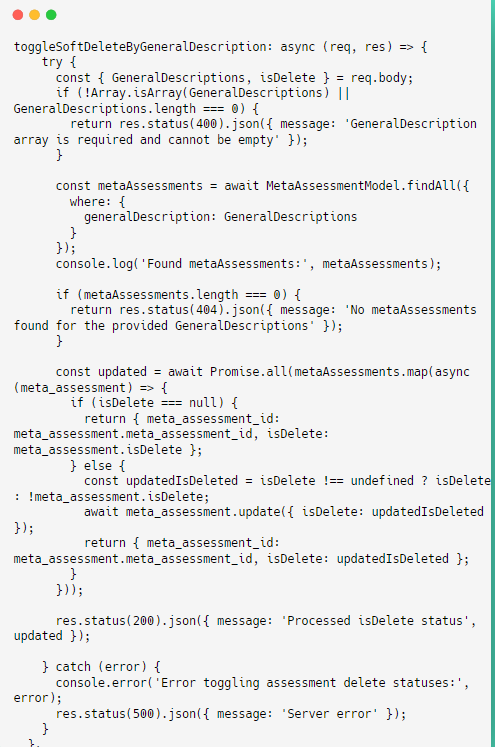 toggleSoftDeleteByGeneralDescription: async (req, res) => {
    try {
      const { GeneralDescriptions, isDelete } = req.body;
      if (!Array.isArray(GeneralDescriptions) ||
GeneralDescriptions.length === 0) {
        return res.status(400).json({ message: 'GeneralDescription
array is required and cannot be empty' });
      }

      const metaAssessments = await MetaAssessmentModel.findAll({
        where: {
          generalDescription: GeneralDescriptions
        }
      });
      console.log('Found metaAssessments:', metaAssessments);

      if (metaAssessments.length === 0) {
        return res.status(404).json({ message: 'No metaAssessments
found for the provided GeneralDescriptions' });
      }

      const updated = await Promise.all(metaAssessments.map(async
(meta_assessment) => {
        if (isDelete === null) {
          return { meta_assessment_id:
meta_assessment.meta_assessment_id, isDelete:
meta_assessment.isDelete };
        } else {
          const updatedIsDeleted = isDelete !== undefined ? isDelete
: !meta_assessment.isDelete;
          await meta_assessment.update({ isDelete: updatedIsDeleted
});
          return { meta_assessment_id:
meta_assessment.meta_assessment_id, isDelete: updatedIsDeleted };
        }
      }));

      res.status(200).json({ message: 'Processed isDelete status',
updated });

    } catch (error) {
      console.error('Error toggling assessment delete statuses:',
error);
      res.status(500).json({ message: 'Server error' });
    }
  },